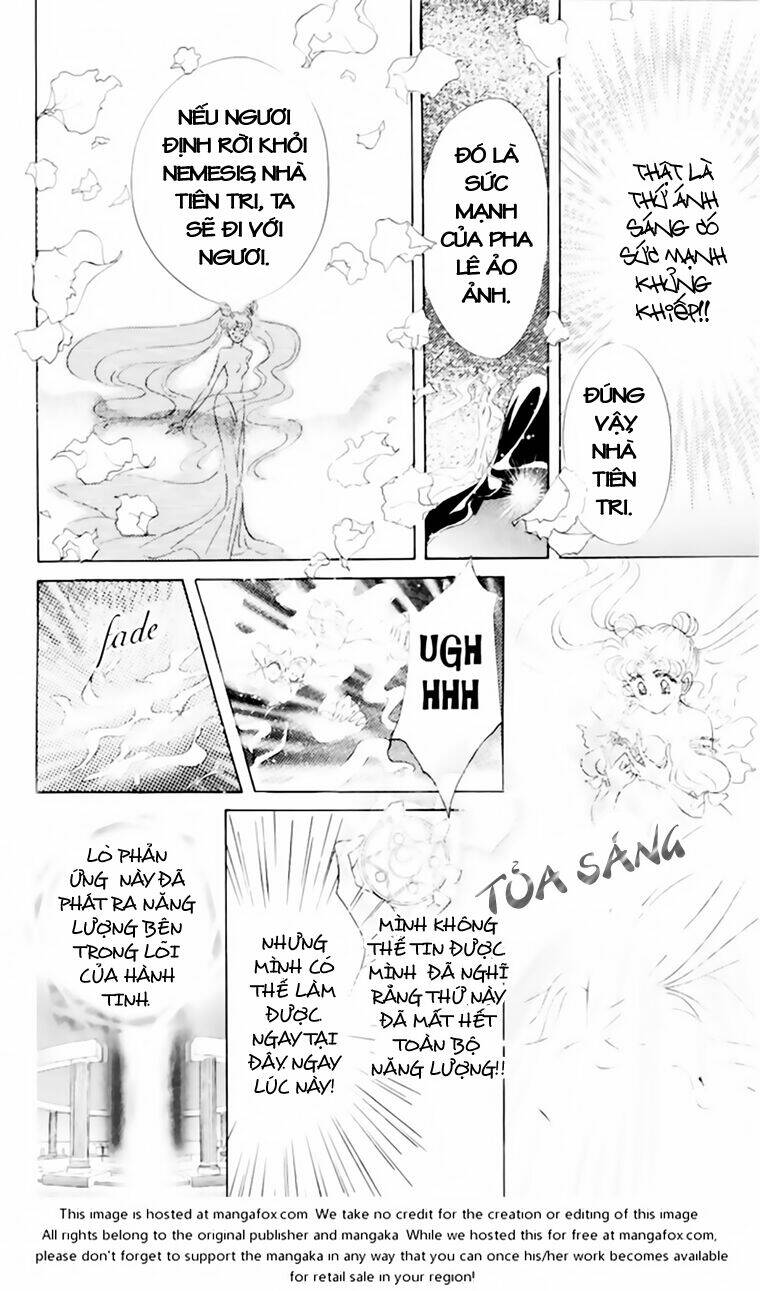 THẬT LÀ
THỨ ÁNH
SÁNG CÓ
SỨC MẠNH
KHỦNG
KHIẾP!!
ĐÚNG
VẬY, NHÀ
TIÊN
TRI.
ĐÓ LÀ
SỨC
MẠNH
CỦA PHA
LÊ ẢO
ẢNH.
NẾU NGƯƠI
ĐỊNH RỜI KHỎI
NEMESIS, NHÀ
TIÊN TRI, TA
SẼ ĐI VỚI
NGƯƠI.
UGH
HHH
fade
TỎA SÁNG
MÌNH KHÔNG
THỂ TIN ĐƯỢC
MÌNH ĐÃ NGHĨ
RẰNG THỨ NÀY
ĐÃ MẤT HẾT
TOÀN BỘ
NĂNG LƯỢNG!!
NHƯNG
MÌNH CÓ
THỂ LÀM
ĐƯỢC
NGAY TẠI
ĐÂY. NGAY
LÚC NÀY!
LÒ PHẢN
ỨNG NÀY ĐÃ
PHÁT RA NĂNG
LƯỢNG BÊN
TRONG LÕI
CỦA HÀNH
TINH.
This image is hosted at mangafox.com. We take no credit for the creation or editing of this image.
All rights belong to the original publisher and mangaka. While we hosted this for free at mangafox.com,
please don't forget to support the mangaka in any way that you can once his/her work becomes available
for retail sale in your region!